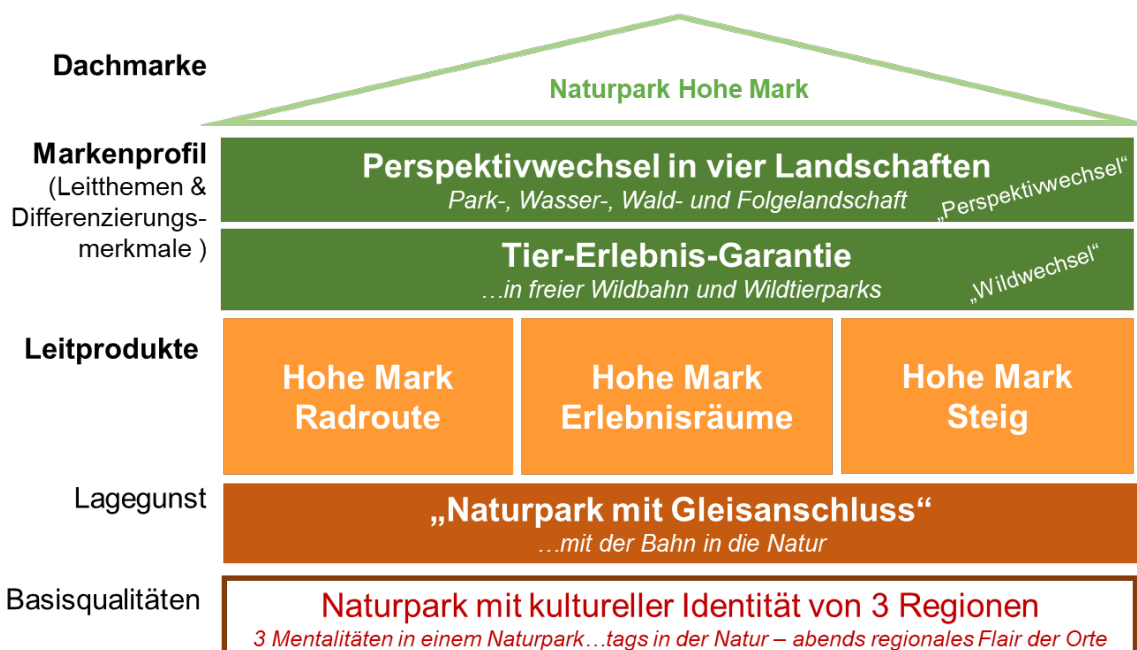 Dachmarke
Naturpark Hohe Mark
Markenprofil
(Leitthemen &
Differenzierungs-
merkmale )
Perspektivwechsel in vier Landschaften
Park-, Wasser-, Wald- und Folgelandschaft
„Perspektivwechsel“
Tier-Erlebnis-Garantie
…in freier Wildbahn und Wildtierparks
„Wildwechsel“
Leitprodukte
Hohe Mark
Radroute
Hohe Mark
Erlebnisräume
Hohe Mark
Steig
Lagegunst
„Naturpark mit Gleisanschluss“
…mit der Bahn in die Natur
Basisqualitäten
Naturpark mit kultureller Identität von 3 Regionen
3 Mentalitäten in einem Naturpark…tags in der Natur – abends regionales Flair der Orte